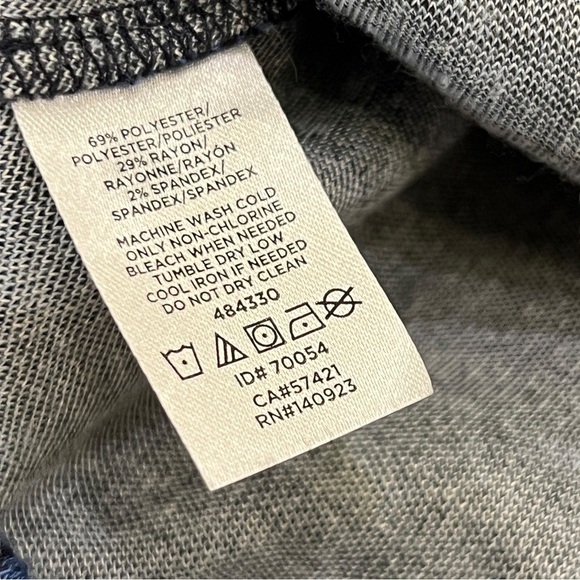 69% POLYESTER/
POLYESTER/POLIÉSTER
29% RAYON/
RAYONNE/RAYÓN
2% SPANDEX/
SPANDEX/SPANDEX
MACHINE WASH COLD
ONLY NON-CHLORINE
BLEACH WHEN NEEDED
TUMBLE DRY LOW
COOL IRON IF NEEDED
DO NOT DRY CLEAN
484330
ID# 70054
CA#57421
RN#140923